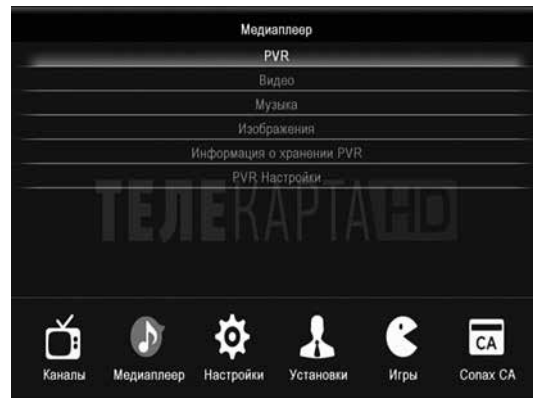 Медиаплеер
PVR
Видео
Музыка
Изображения
Информация о хранении PVR
PVR Настройки
ТЕЛЕКАРТА HD
Каналы Медиаплеер Настройки Установки Игры Conax CA
CA